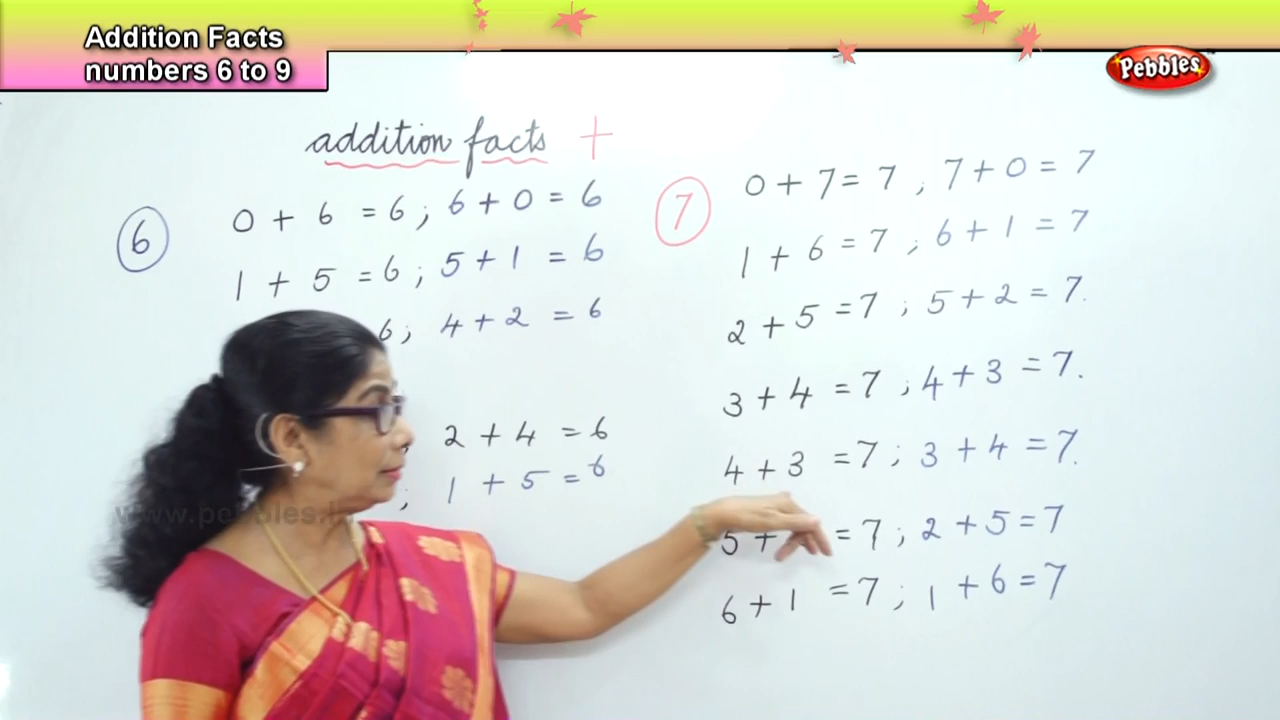 Addition Facts
numbers 6 to 9
Pebbles
addition facts +
6
0 + 6 = 6 ; 6 + 0 = 6
1 + 5 = 6 ; 5 + 1 = 6
6 ; 4 + 2 = 6
2 + 4 = 6
; 1 + 5 = 6
7
0 + 7 = 7 , 7 + 0 = 7
1 + 6 = 7 , 6 + 1 = 7
2 + 5 = 7 , 5 + 2 = 7.
3 + 4 = 7 , 4 + 3 = 7.
4 + 3 = 7 ; 3 + 4 = 7.
5 + = 7 ; 2 + 5 = 7
6 + 1 = 7 ; 1 + 6 = 7